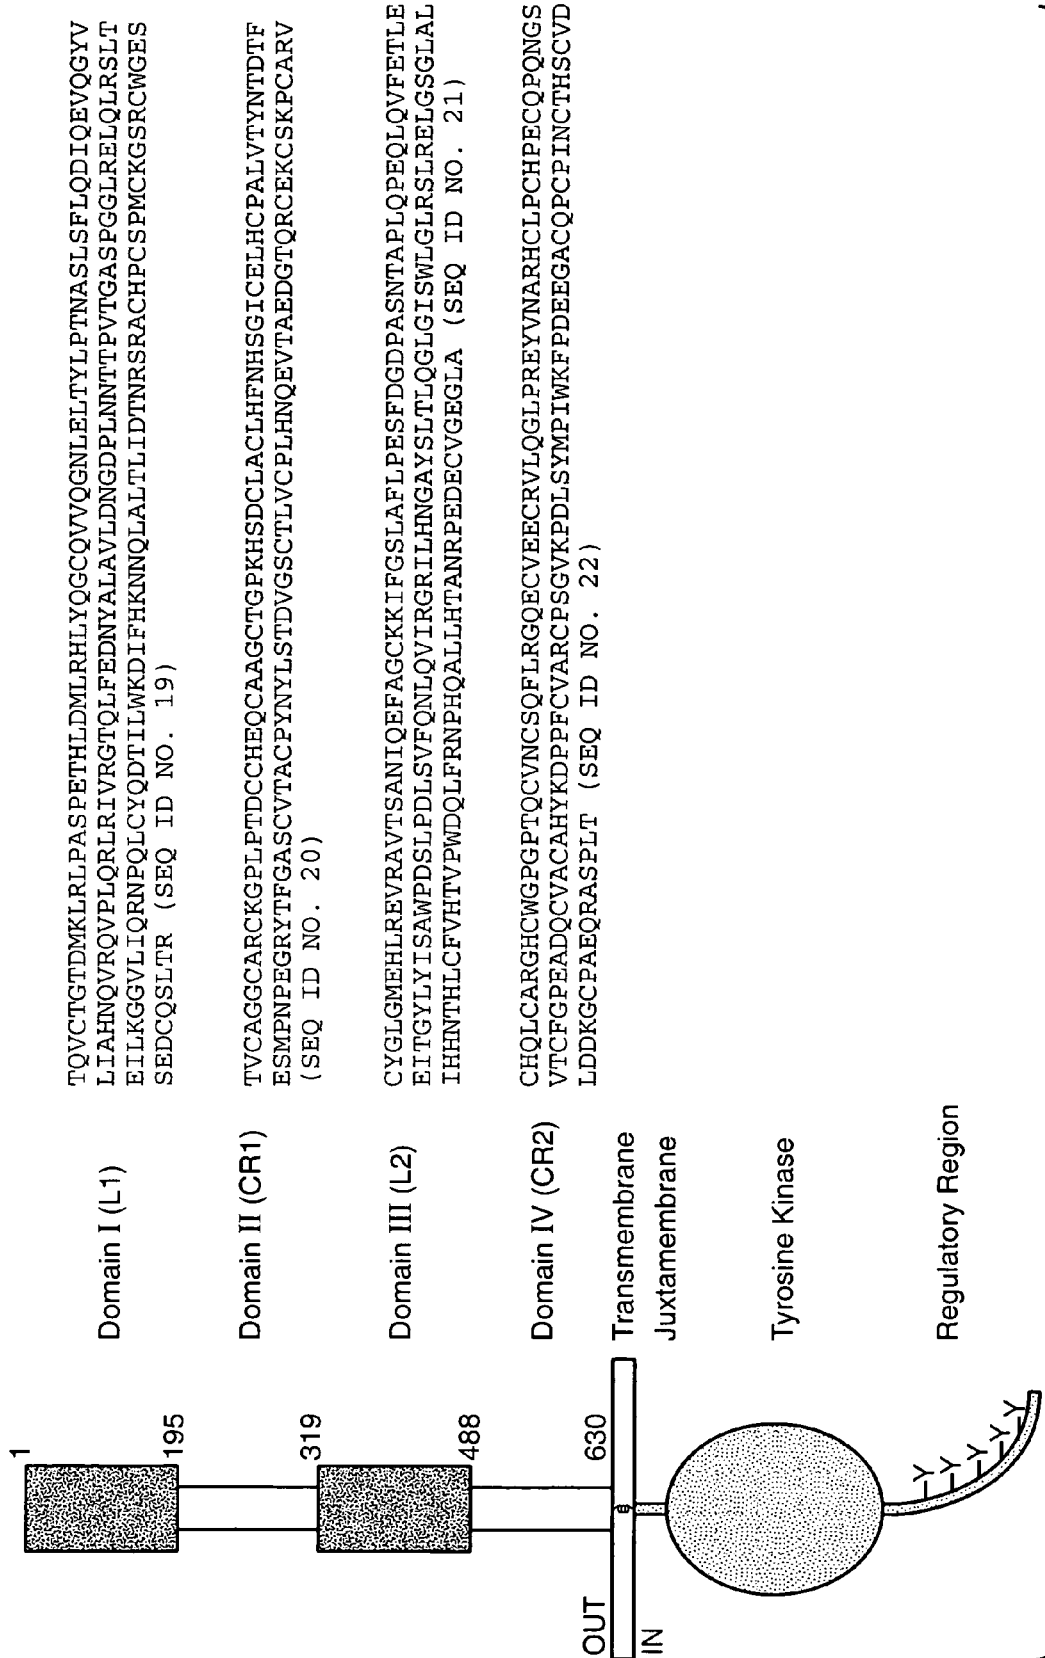 1
195
319
488
630
OUT
IN
Domain I (L1)
TQVCTGTDMKLRLPASPETHLDMLRHLYQGCQVVQGNLELTYLPTNASLSFLQDIQEVQGYV
LIAHNQVRQVPLQRLRIVRGTQLFEDNYALAVLDNGDPLNNTTPVTGASPGGLRELQLRSLT
EILKGGVLIQRNPQLCYQDTILWKDIFHKNNQLALTLIDTNRSRACHPCSPMCKGSRCWGES
SEDCQSLTR (SEQ ID NO. 19)
Domain II (CR1)
TVCAGGCARCKGPLPTDCCHEQCAAGCTGPKHSDCLACLHFNHSGICELHCPALVTYNTDTF
ESMPNPEGRYTFGASCVTACPYNYLSTDVGSCTLVCPLHNQEVTAEDGTQRCEKCSKPCARV
(SEQ ID NO. 20)
Domain III (L2)
CYGLGMEHLREVRAVTSANIQEFAGCKKIFGSLAFLPESFDGDPASNTAPLQPEQLQVFETLE
EITGYLYISAWPDSLPDLSVFQNLQVIRGRILHNGAYSLTLQGLGISWLGLRSLRELGSGLAL
IHHNTHLCFVHTVPWDQLFRNPHQALLHTANRPEDECVGEGLA (SEQ ID NO. 21)
Domain IV (CR2)
CHQLCARGHCWGPGPTQCVNCSQFLRGQECVEECRVLQGLPREYVNARHCLPCHPECQPQNGS
VTCFGPEADQCVACAHYKDPPFCVARCPSGVKPDLSYMPIWKFPDEEGACQPCPINCTHSCVD
LDDKGCPAEQRASPLT (SEQ ID NO. 22)
Transmembrane
Juxtamembrane
Tyrosine Kinase
Regulatory Region
Y
Y
Y
Y
Y